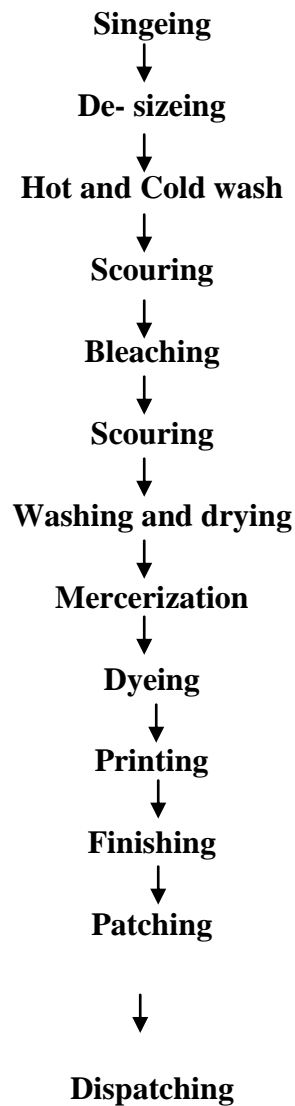 Singeing
De- sizeing
Hot and Cold wash
Scouring
Bleaching
Scouring
Washing and drying
Mercerization
Dyeing
Printing
Finishing
Patching
Dispatching